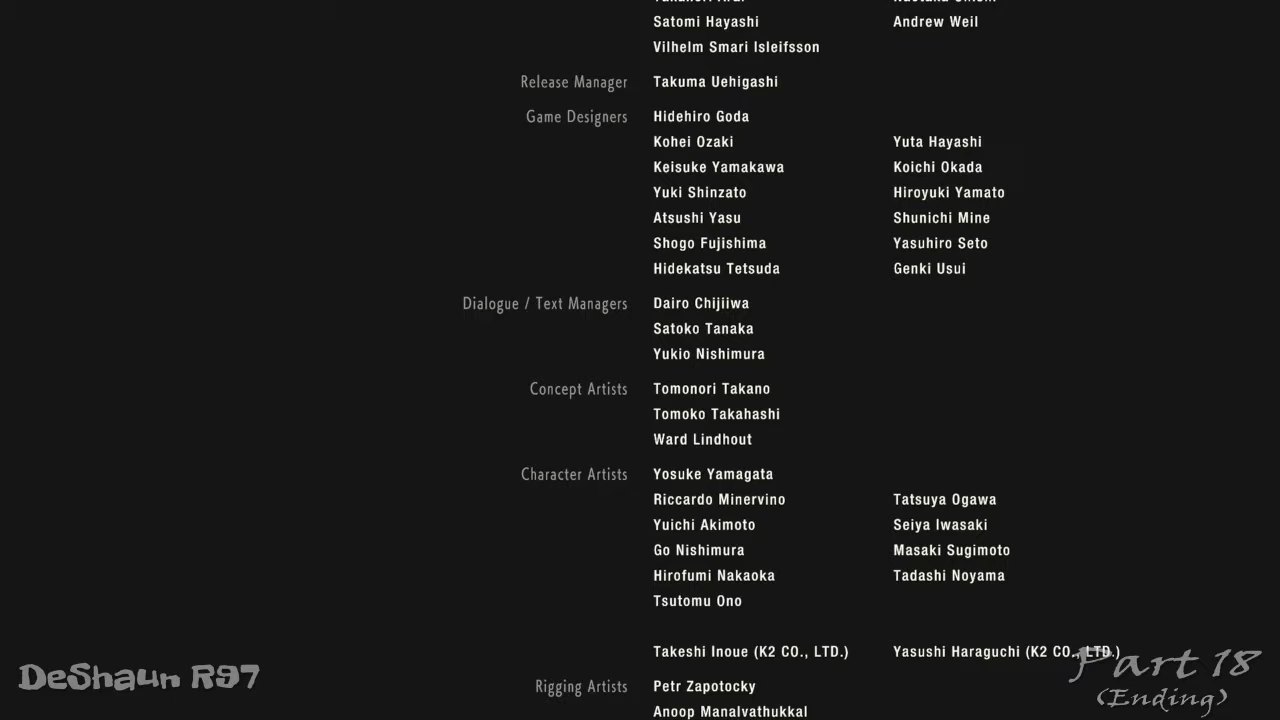 Satomi Hayashi Andrew Weil
Vilhelm Smari Isleifsson
Release Manager Takuma Uehigashi
Game Designers Hidehiro Goda
Kohei Ozaki Yuta Hayashi
Keisuke Yamakawa Koichi Okada
Yuki Shinzato Hiroyuki Yamato
Atsushi Yasu Shunichi Mine
Shogo Fujishima Yasuhiro Seto
Hidekatsu Tetsuda Genki Usui
Dialogue / Text Managers Dairo Chijiiwa
Satoko Tanaka
Yukio Nishimura
Concept Artists Tomonori Takano
Tomoko Takahashi
Ward Lindhout
Character Artists Yosuke Yamagata
Riccardo Minervino Tatsuya Ogawa
Yuichi Akimoto Seiya Iwasaki
Go Nishimura Masaki Sugimoto
Hirofumi Nakaoka Tadashi Noyama
Tsutomu Ono
Takeshi Inoue (K2 CO., LTD.) Yasushi Haraguchi (K2 CO., LTD.)
Rigging Artists Petr Zapotocky
Anoop Manalvathukkal
DeShaun R97
Part 18
(Ending)